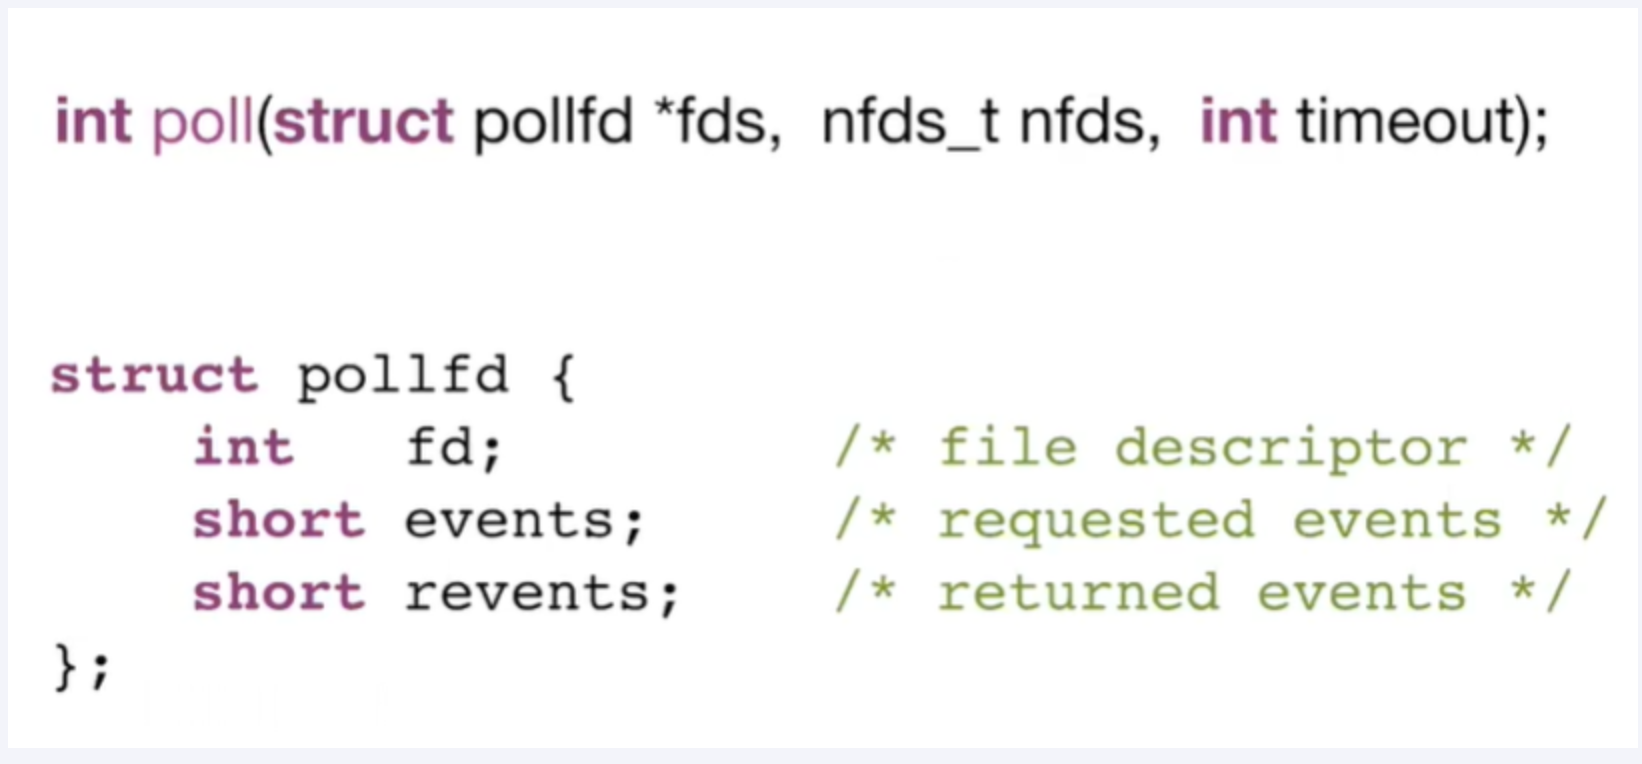 int poll(struct pollfd *fds, nfds_t nfds, int timeout);
struct pollfd {
int fd; /* file descriptor */
short events; /* requested events */
short revents; /* returned events */
};